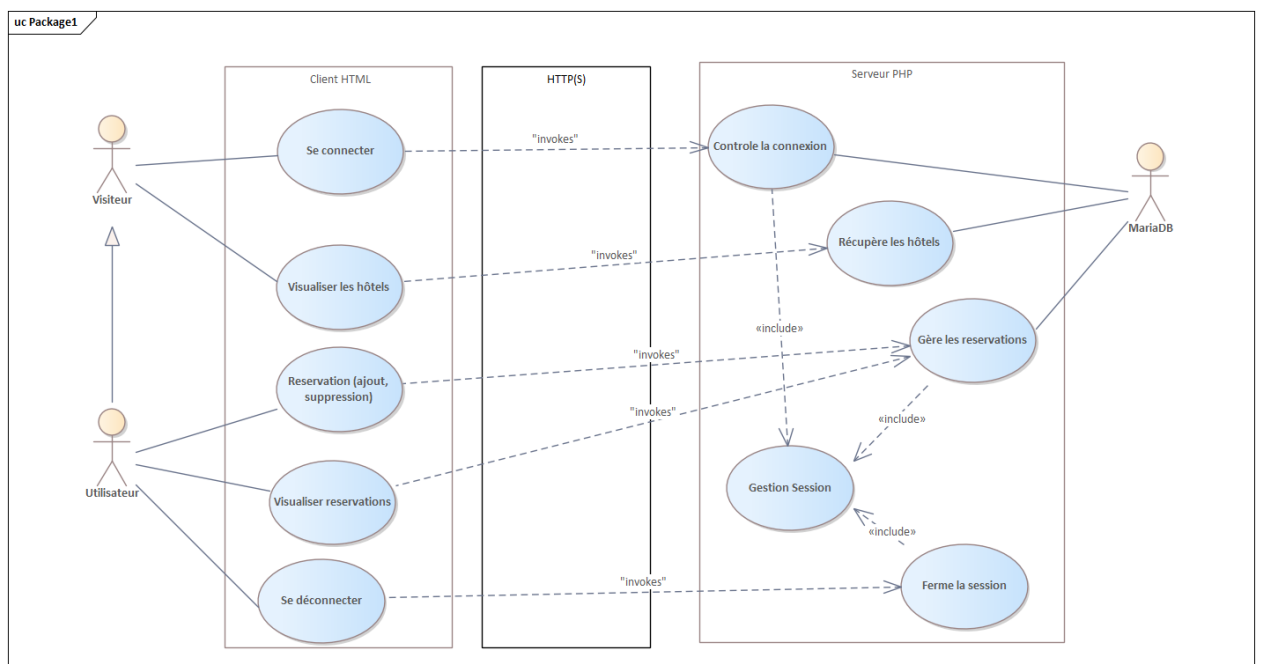 uc Package1
Client HTML
HTTP(S)
Serveur PHP
Se connecter
"invokes"
Controle la connexion
Visiteur
MariaDB
Récupère les hôtels
"invokes"
Visualiser les hôtels
«include»
Gère les reservations
"invokes"
Reservation (ajout,
suppression)
"invokes"
«include»
Utilisateur
Visualiser reservations
Gestion Session
«include»
"invokes"
Se déconnecter
Ferme la session